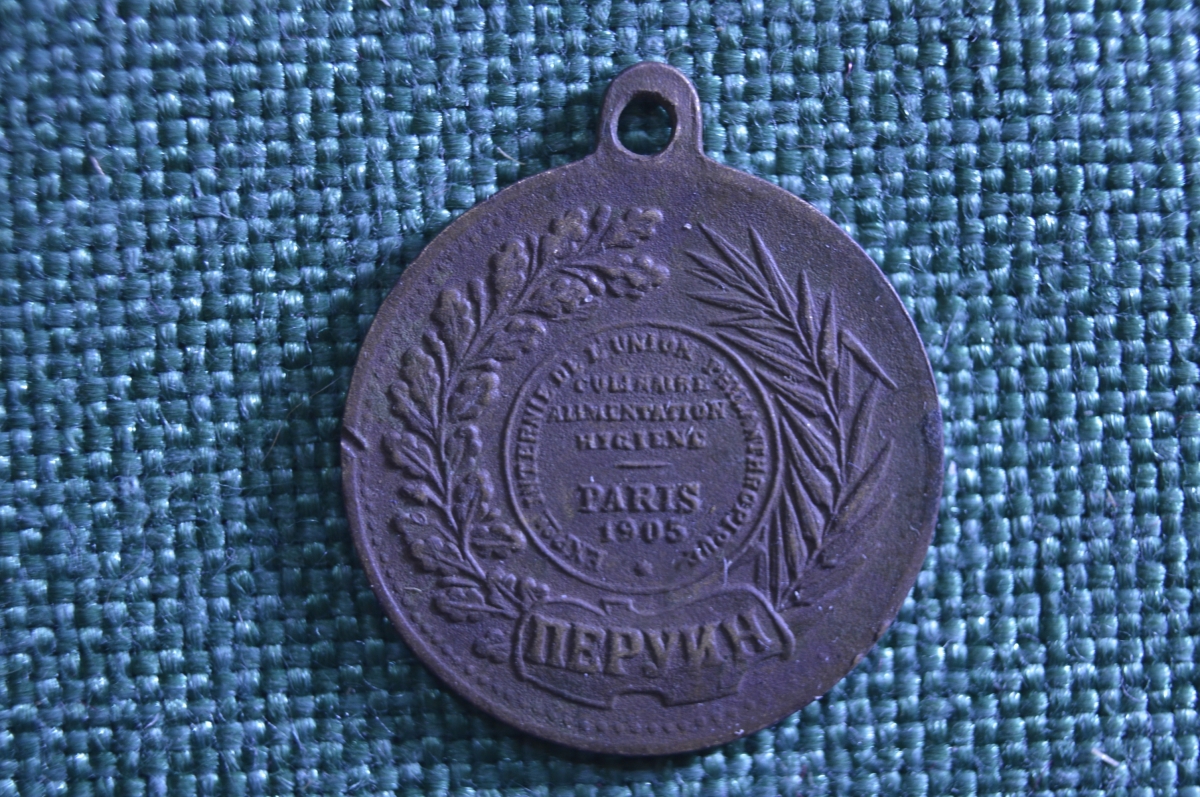 EXPON INTERNLE DE L'UNION PHILANTHROPIQUE
CULINAIRE
ALIMENTATION
HYGIENE
PARIS
1905
ПЕРУИН